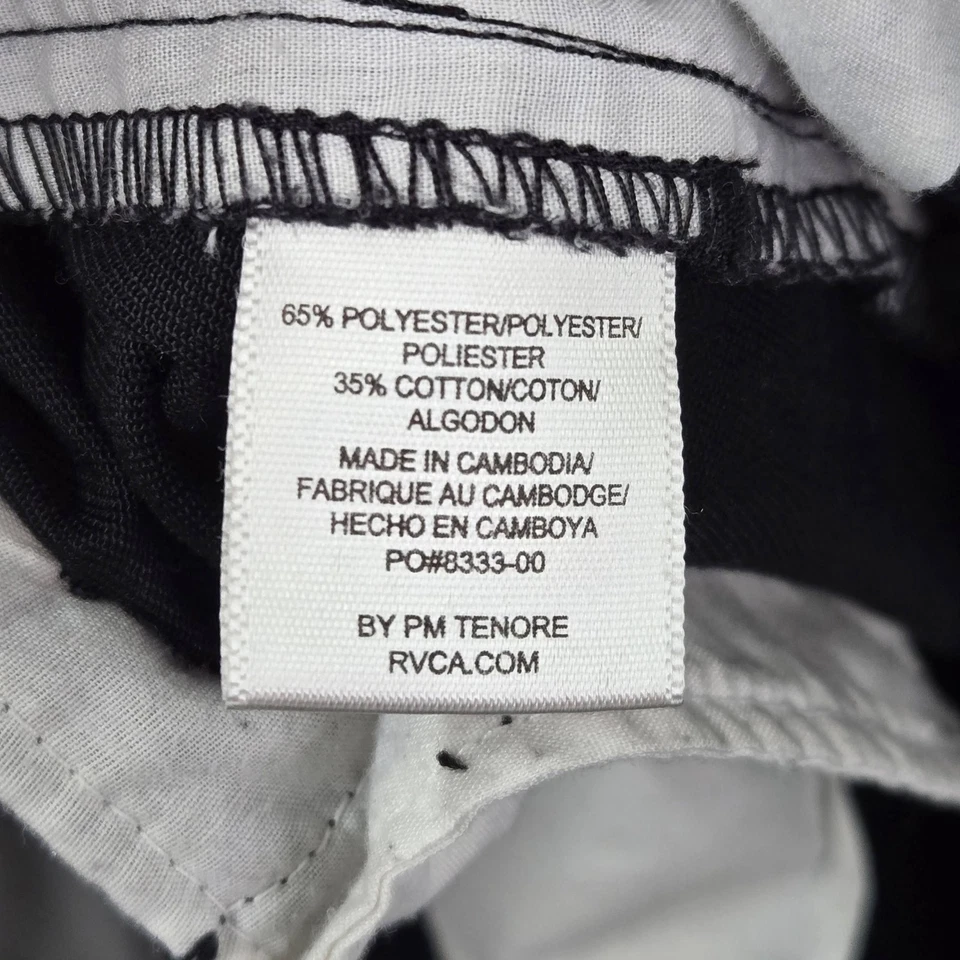 65% POLYESTER/POLYESTER/
POLIESTER
35% COTTON/COTON/
ALGODON
MADE IN CAMBODIA/
FABRIQUE AU CAMBODGE/
HECHO EN CAMBOYA
PO#8333-00
BY PM TENORE
RVCA.COM